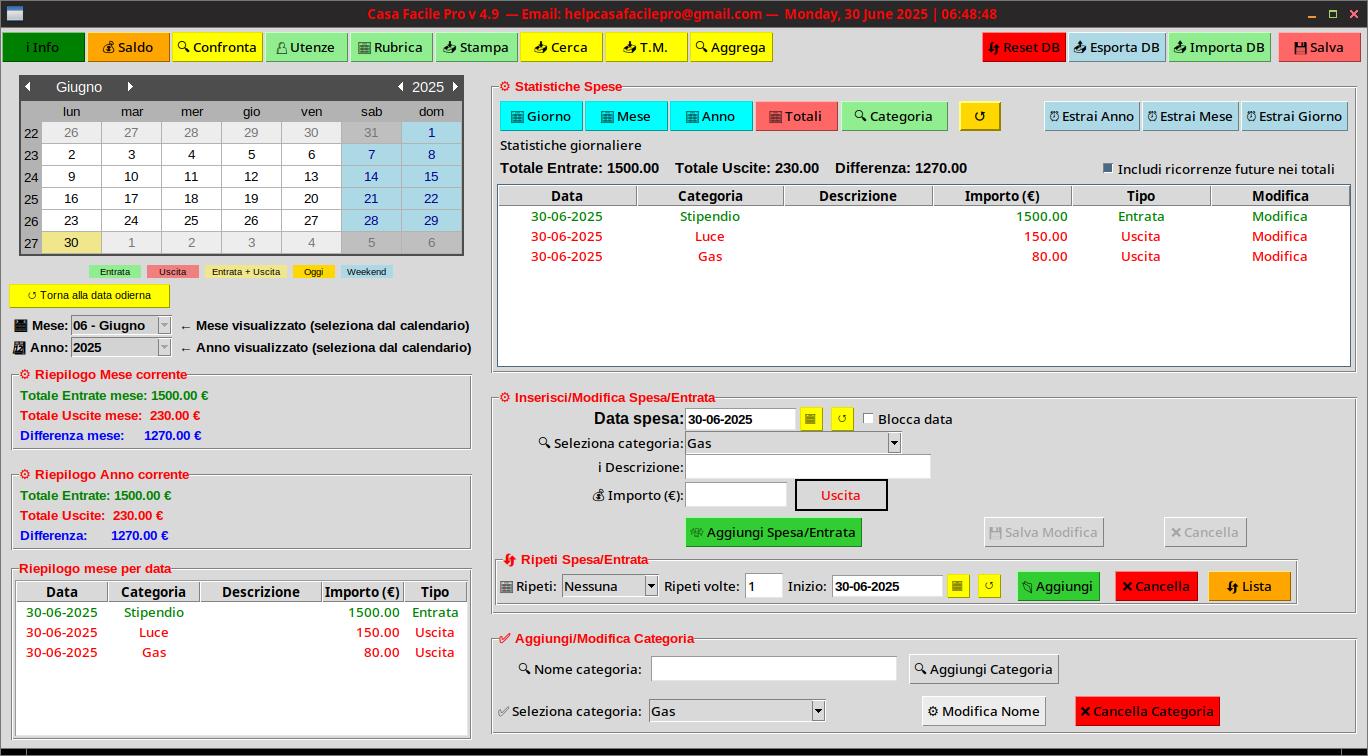 Casa Facile Pro v 4.9 — Email: helpcasafacilepro@gmail.com — Monday, 30 June 2025 | 06:48:48
i Info Saldo Confronta Utenze Rubrica Stampa Cerca T.M. Aggrega Reset DB Esporta DB Importa DB Salva
Giugno 2025
lun mar mer gio ven sab dom
22 26 27 28 29 30 31 1
23 2 3 4 5 6 7 8
24 9 10 11 12 13 14 15
25 16 17 18 19 20 21 22
26 23 24 25 26 27 28 29
27 30 1 2 3 4 5 6
Entrata Uscita Entrata + Uscita Oggi Weekend
↺ Torna alla data odierna
Mese: 06 - Giugno ← Mese visualizzato (seleziona dal calendario)
Anno: 2025 ← Anno visualizzato (seleziona dal calendario)
Riepilogo Mese corrente
Totale Entrate mese: 1500.00 €
Totale Uscite mese: 230.00 €
Differenza mese: 1270.00 €
Riepilogo Anno corrente
Totale Entrate: 1500.00 €
Totale Uscite: 230.00 €
Differenza: 1270.00 €
Riepilogo mese per data
Data Categoria Descrizione Importo (€) Tipo
30-06-2025 Stipendio 1500.00 Entrata
30-06-2025 Luce 150.00 Uscita
30-06-2025 Gas 80.00 Uscita
Statistiche Spese
Giorno Mese Anno Totali Categoria ↺ Estrai Anno Estrai Mese Estrai Giorno
Statistiche giornaliere
Totale Entrate: 1500.00 Totale Uscite: 230.00 Differenza: 1270.00 Includi ricorrenze future nei totali
Data Categoria Descrizione Importo (€) Tipo Modifica
30-06-2025 Stipendio 1500.00 Entrata Modifica
30-06-2025 Luce 150.00 Uscita Modifica
30-06-2025 Gas 80.00 Uscita Modifica
Inserisci/Modifica Spesa/Entrata
Data spesa: 30-06-2025 ↺ Blocca data
Seleziona categoria: Gas
i Descrizione:
Importo (€): Uscita
Aggiungi Spesa/Entrata Salva Modifica Cancella
Ripeti Spesa/Entrata
Ripeti: Nessuna Ripeti volte: 1 Inizio: 30-06-2025 ↺ Aggiungi Cancella Lista
Aggiungi/Modifica Categoria
Nome categoria: Aggiungi Categoria
Seleziona categoria: Gas Modifica Nome Cancella Categoria